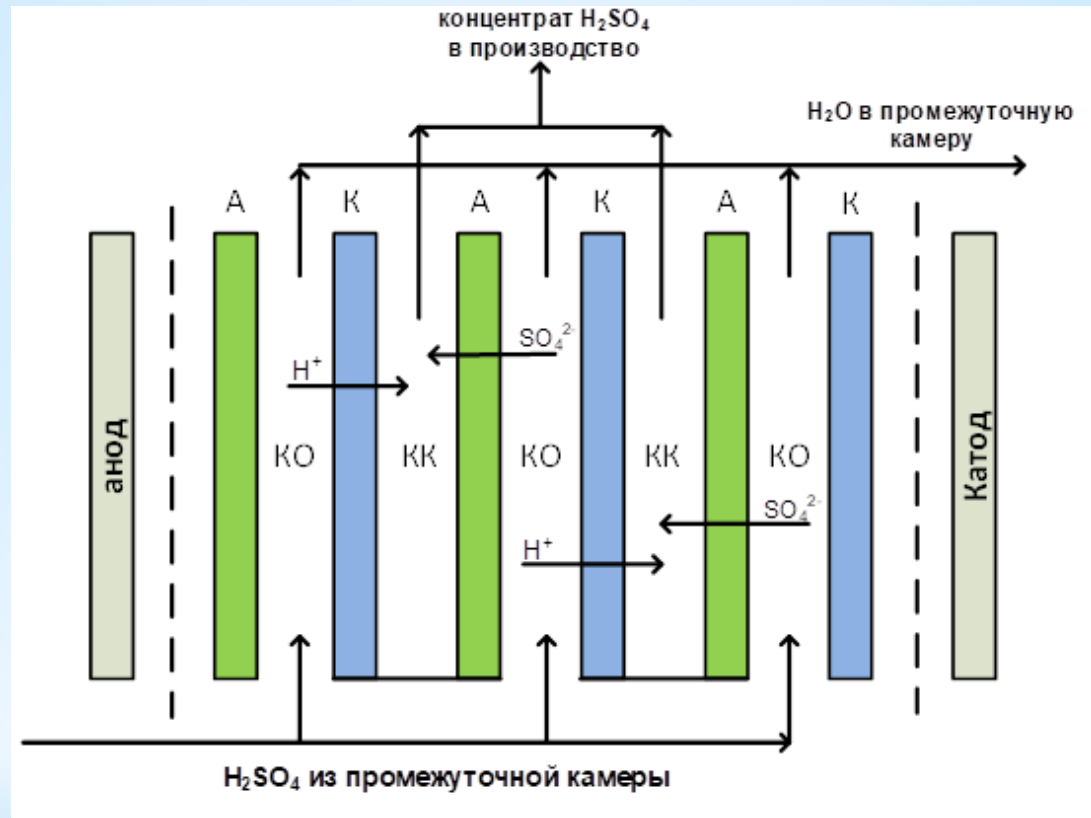 концентрат H₂SO₄
в производство
H₂O в промежуточную
камеру
А К А К А К
SO₄²⁻
H⁺
анод
КО КК КО КК КО
Катод
SO₄²⁻
H⁺
H₂SO₄ из промежуточной камеры